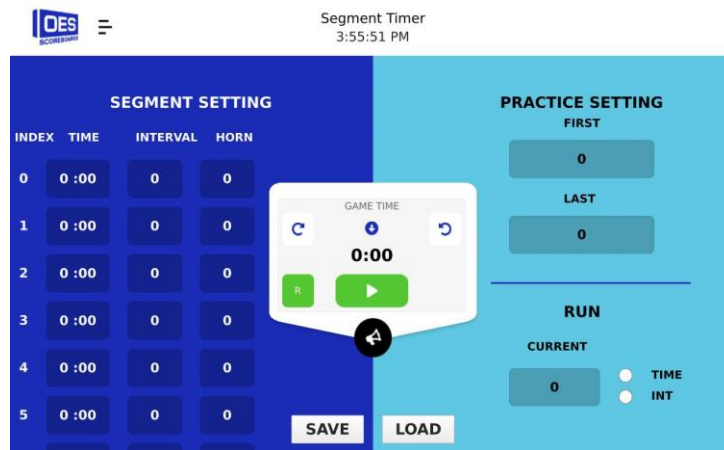 OES
SCOREBOARDS
Segment Timer
3:55:51 PM
SEGMENT SETTING
INDEX TIME INTERVAL HORN
0 0 :00 0 0
1 0 :00 0 0
2 0 :00 0 0
3 0 :00 0 0
4 0 :00 0 0
5 0 :00 0 0
GAME TIME
0:00
R
SAVE LOAD
PRACTICE SETTING
FIRST
0
LAST
0
RUN
CURRENT
0
TIME
INT